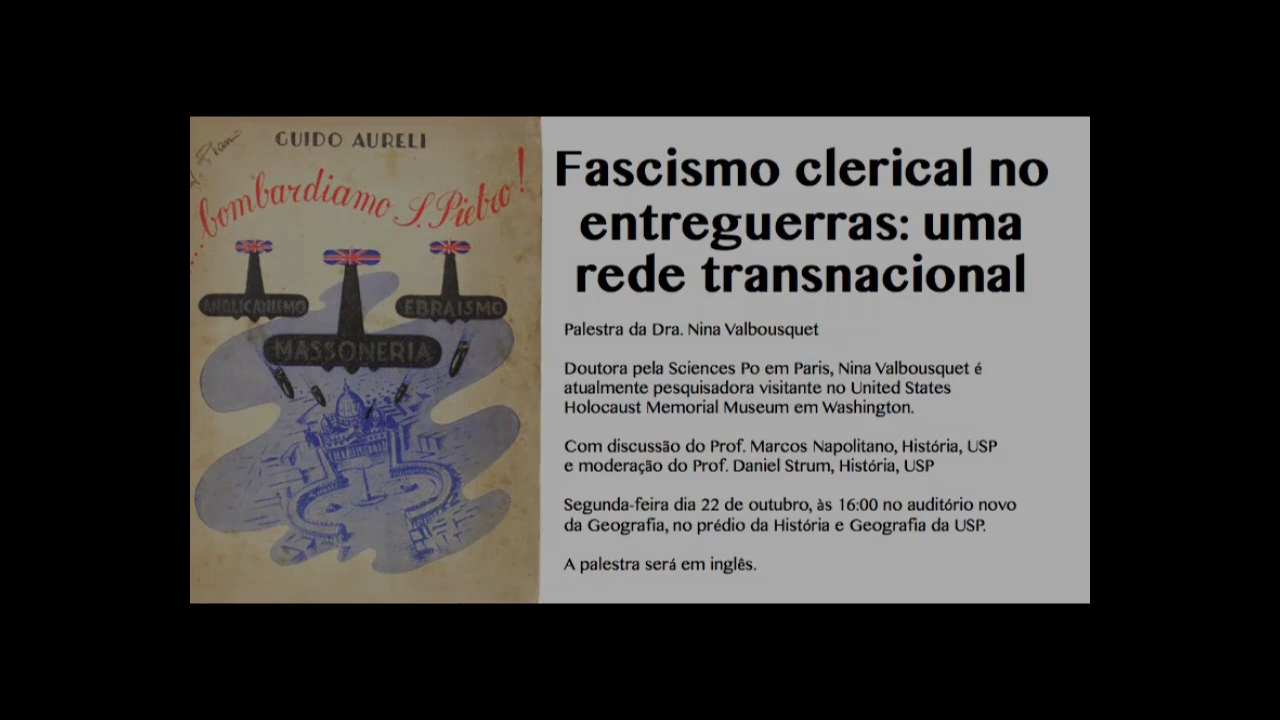 GUIDO AURELI
...bombardiamo S. Pietro!
ANGLICANISMO
EBRAISMO
MASSONERIA
Fascismo clerical no
entreguerras: uma
rede transnacional
Palestra da Dra. Nina Valbousquet
Doutora pela Sciences Po em Paris, Nina Valbousquet é
atualmente pesquisadora visitante no United States
Holocaust Memorial Museum em Washington.
Com discussão do Prof. Marcos Napolitano, História, USP
e moderação do Prof. Daniel Strum, História, USP
Segunda-feira dia 22 de outubro, às 16:00 no auditório novo
da Geografia, no prédio da História e Geografia da USP.
A palestra será em inglês.